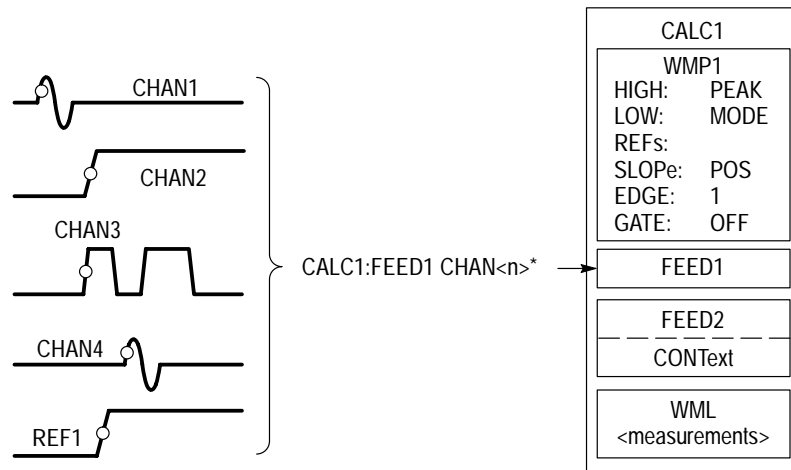 CHAN1
CHAN2
CHAN3
CHAN4
REF1
CALC1:FEED1 CHAN<n>*
CALC1
WMP1
HIGH: PEAK
LOW: MODE
REFs:
SLOPe: POS
EDGE: 1
GATE: OFF
FEED1
FEED2
CONText
WML
<measurements>